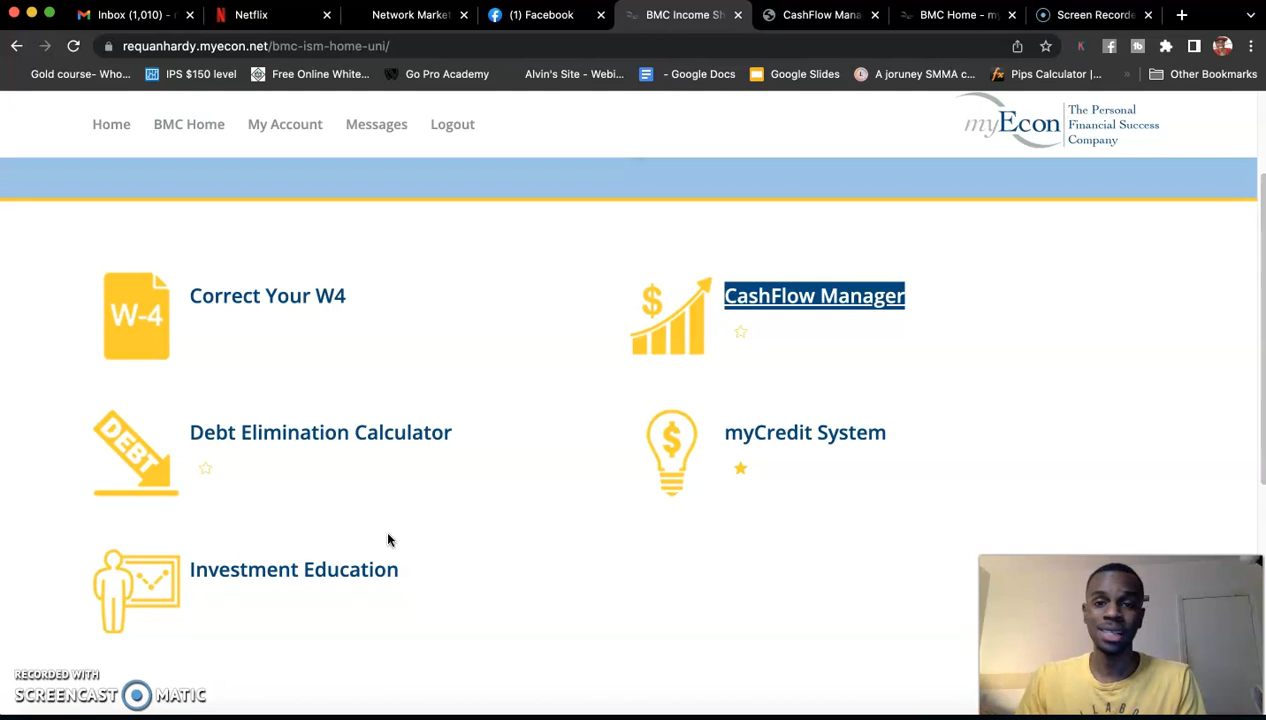 Inbox (1,010) -
Netflix
Network Market
(1) Facebook
BMC Income Sh
CashFlow Mana
BMC Home - my
Screen Recorde
requanhardy.myecon.net/bmc-ism-home-uni/
Gold course- Who...
IPS $150 level
Free Online White...
Go Pro Academy
Alvin's Site - Webi...
- Google Docs
Google Slides
A joruney SMMA c...
Pips Calculator |...
»
Other Bookmarks
Home
BMC Home
My Account
Messages
Logout
myEcon
The Personal
Financial Success
Company
W-4
Correct Your W4
$
CashFlow Manager
DEBT
Debt Elimination Calculator
$
myCredit System
Investment Education
RECORDED WITH
SCREENCAST MATIC